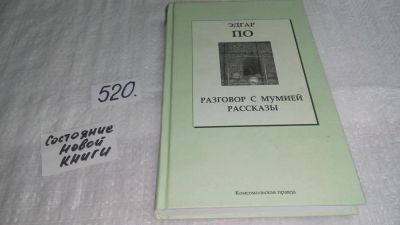 520.
Состояние
новой
книги
ЭДГАР
ПО
РАЗГОВОР С МУМИЕЙ
РАССКАЗЫ
Комсомольская правда